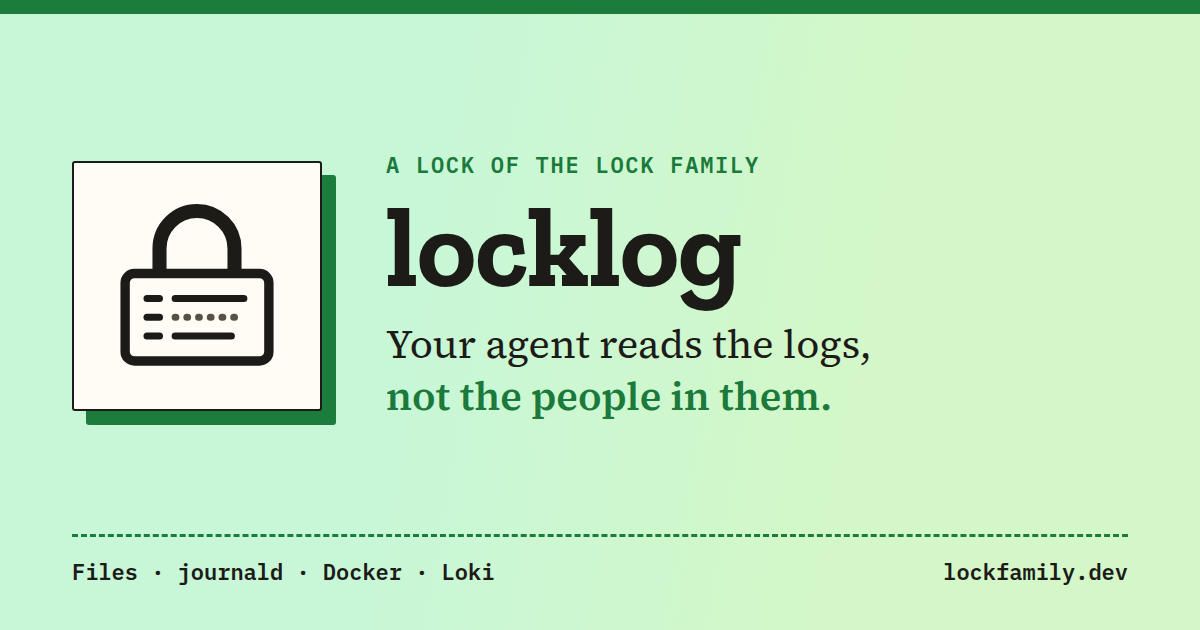 A LOCK OF THE LOCK FAMILY
locklog
Your agent reads the logs,
not the people in them.
Files · journald · Docker · Loki
lockfamily.dev